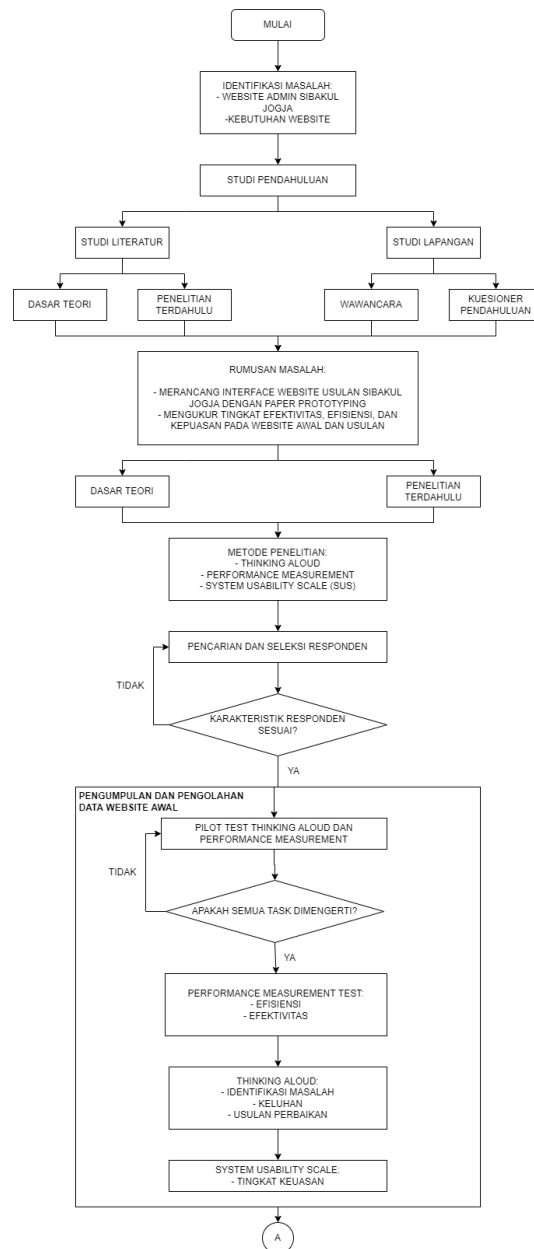 MULAI
IDENTIFIKASI MASALAH:
- WEBSITE ADMIN SIBAKUL
JOGJA
-KEBUTUHAN WEBSITE
STUDI PENDAHULUAN
STUDI LITERATUR
STUDI LAPANGAN
DASAR TEORI
PENELITIAN
TERDAHULU
WAWANCARA
KUESIONER
PENDAHULUAN
RUMUSAN MASALAH:
- MERANCANG INTERFACE WEBSITE USULAN SIBAKUL
JOGJA DENGAN PAPER PROTOTYPING
- MENGUKUR TINGKAT EFEKTIVITAS, EFISIENSI, DAN
KEPUASAN PADA WEBSITE AWAL DAN USULAN
DASAR TEORI
PENELITIAN
TERDAHULU
METODE PENELITIAN:
- THINKING ALOUD
- PERFORMANCE MEASUREMENT
- SYSTEM USABILITY SCALE (SUS)
PENCARIAN DAN SELEKSI RESPONDEN
TIDAK
KARAKTERISTIK RESPONDEN
SESUAI?
YA
PENGUMPULAN DAN PENGOLAHAN
DATA WEBSITE AWAL
PILOT TEST THINKING ALOUD DAN
PERFORMANCE MEASUREMENT
TIDAK
APAKAH SEMUA TASK DIMENGERTI?
YA
PERFORMANCE MEASUREMENT TEST:
- EFISIENSI
- EFEKTIVITAS
THINKING ALOUD:
- IDENTIFIKASI MASALAH
- KELUHAN
- USULAN PERBAIKAN
SYSTEM USABILITY SCALE:
- TINGKAT KEUASAN
A